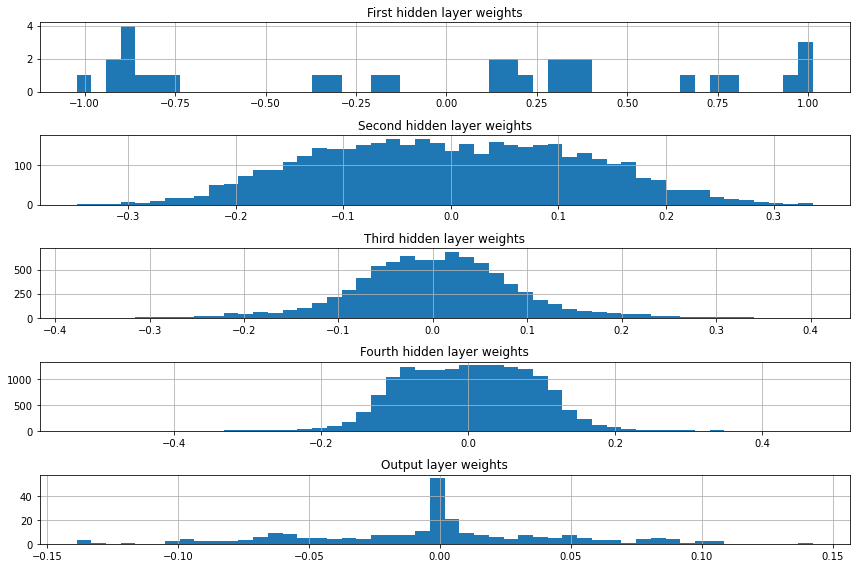 First hidden layer weights
4
2
0
−1.00 −0.75 −0.50 −0.25 0.00 0.25 0.50 0.75 1.00
Second hidden layer weights
100
0
−0.3 −0.2 −0.1 0.0 0.1 0.2 0.3
Third hidden layer weights
500
250
0
−0.4 −0.3 −0.2 −0.1 0.0 0.1 0.2 0.3 0.4
Fourth hidden layer weights
1000
500
0
−0.4 −0.2 0.0 0.2 0.4
Output layer weights
40
20
0
−0.15 −0.10 −0.05 0.00 0.05 0.10 0.15